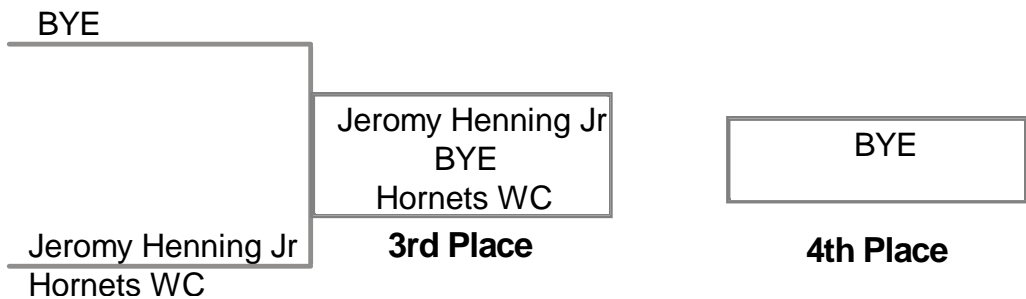 BYE
Jeromy Henning Jr
BYE
Hornets WC
3rd Place
BYE
4th Place
Jeromy Henning Jr
Hornets WC